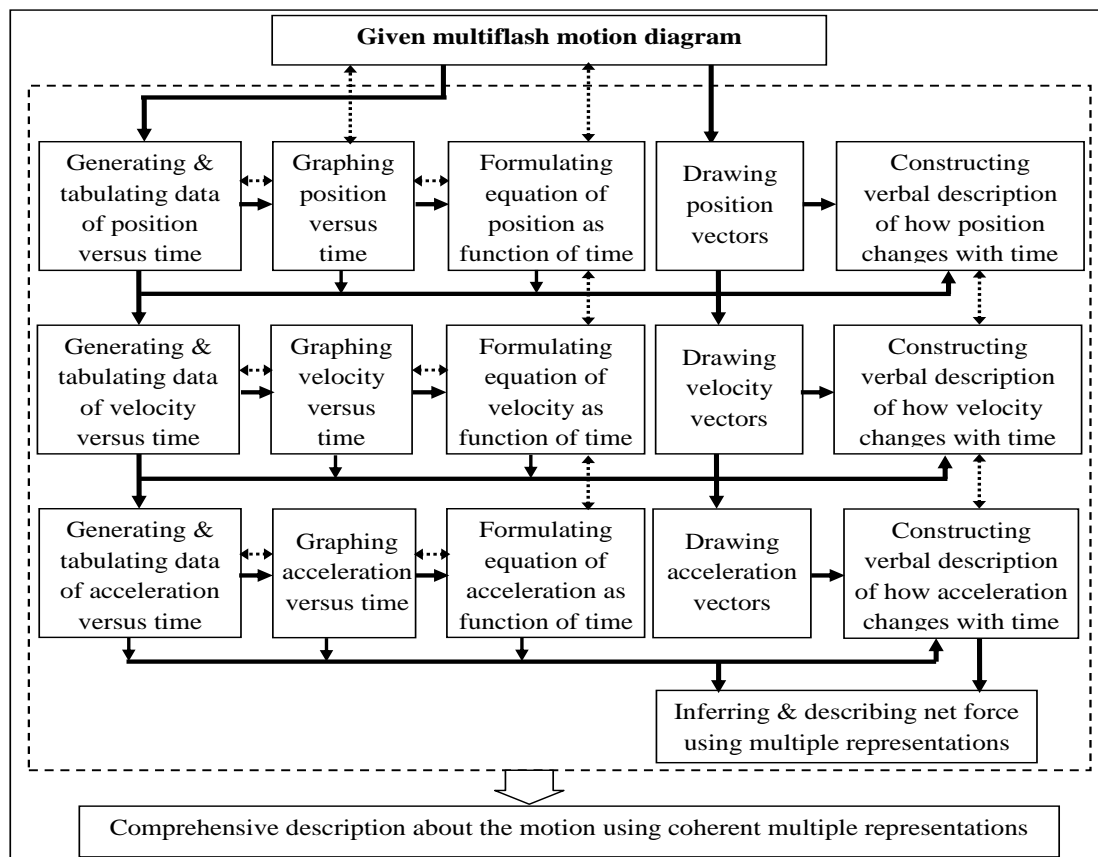 Given multiflash motion diagram
Generating &
tabulating data
of position
versus time
Graphing
position
versus
time
Formulating
equation of
position as
function of time
Drawing
position
vectors
Constructing
verbal description
of how position
changes with time
Generating &
tabulating data
of velocity
versus time
Graphing
velocity
versus
time
Formulating
equation of
velocity as
function of time
Drawing
velocity
vectors
Constructing
verbal description
of how velocity
changes with time
Generating &
tabulating data
of acceleration
versus time
Graphing
acceleration
versus time
Formulating
equation of
acceleration as
function of time
Drawing
acceleration
vectors
Constructing
verbal description
of how acceleration
changes with time
Inferring & describing net force
using multiple representations
Comprehensive description about the motion using coherent multiple representations